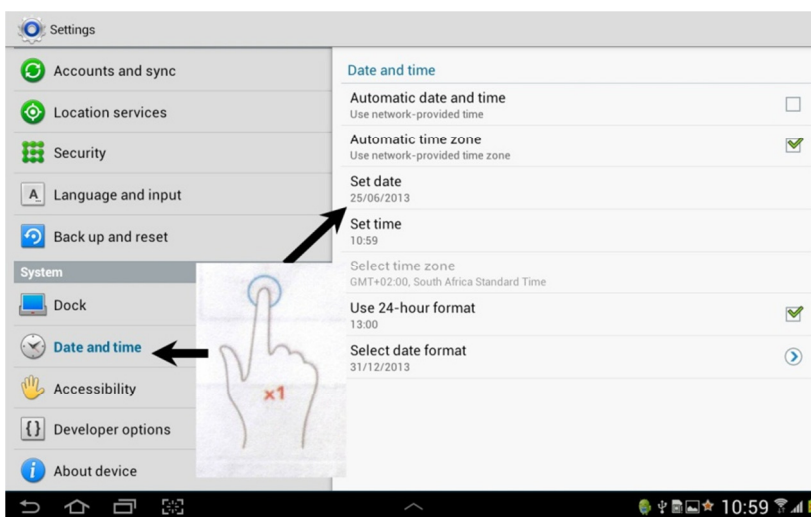 Settings
Accounts and sync
Location services
Security
A Language and input
Back up and reset
System
Dock
Date and time
Accessibility
{} Developer options
i About device
x1
Date and time
Automatic date and time
Use network-provided time
Automatic time zone
Use network-provided time zone
Set date
25/06/2013
Set time
10:59
Select time zone
GMT+02:00, South Africa Standard Time
Use 24-hour format
13:00
Select date format
31/12/2013
10:59